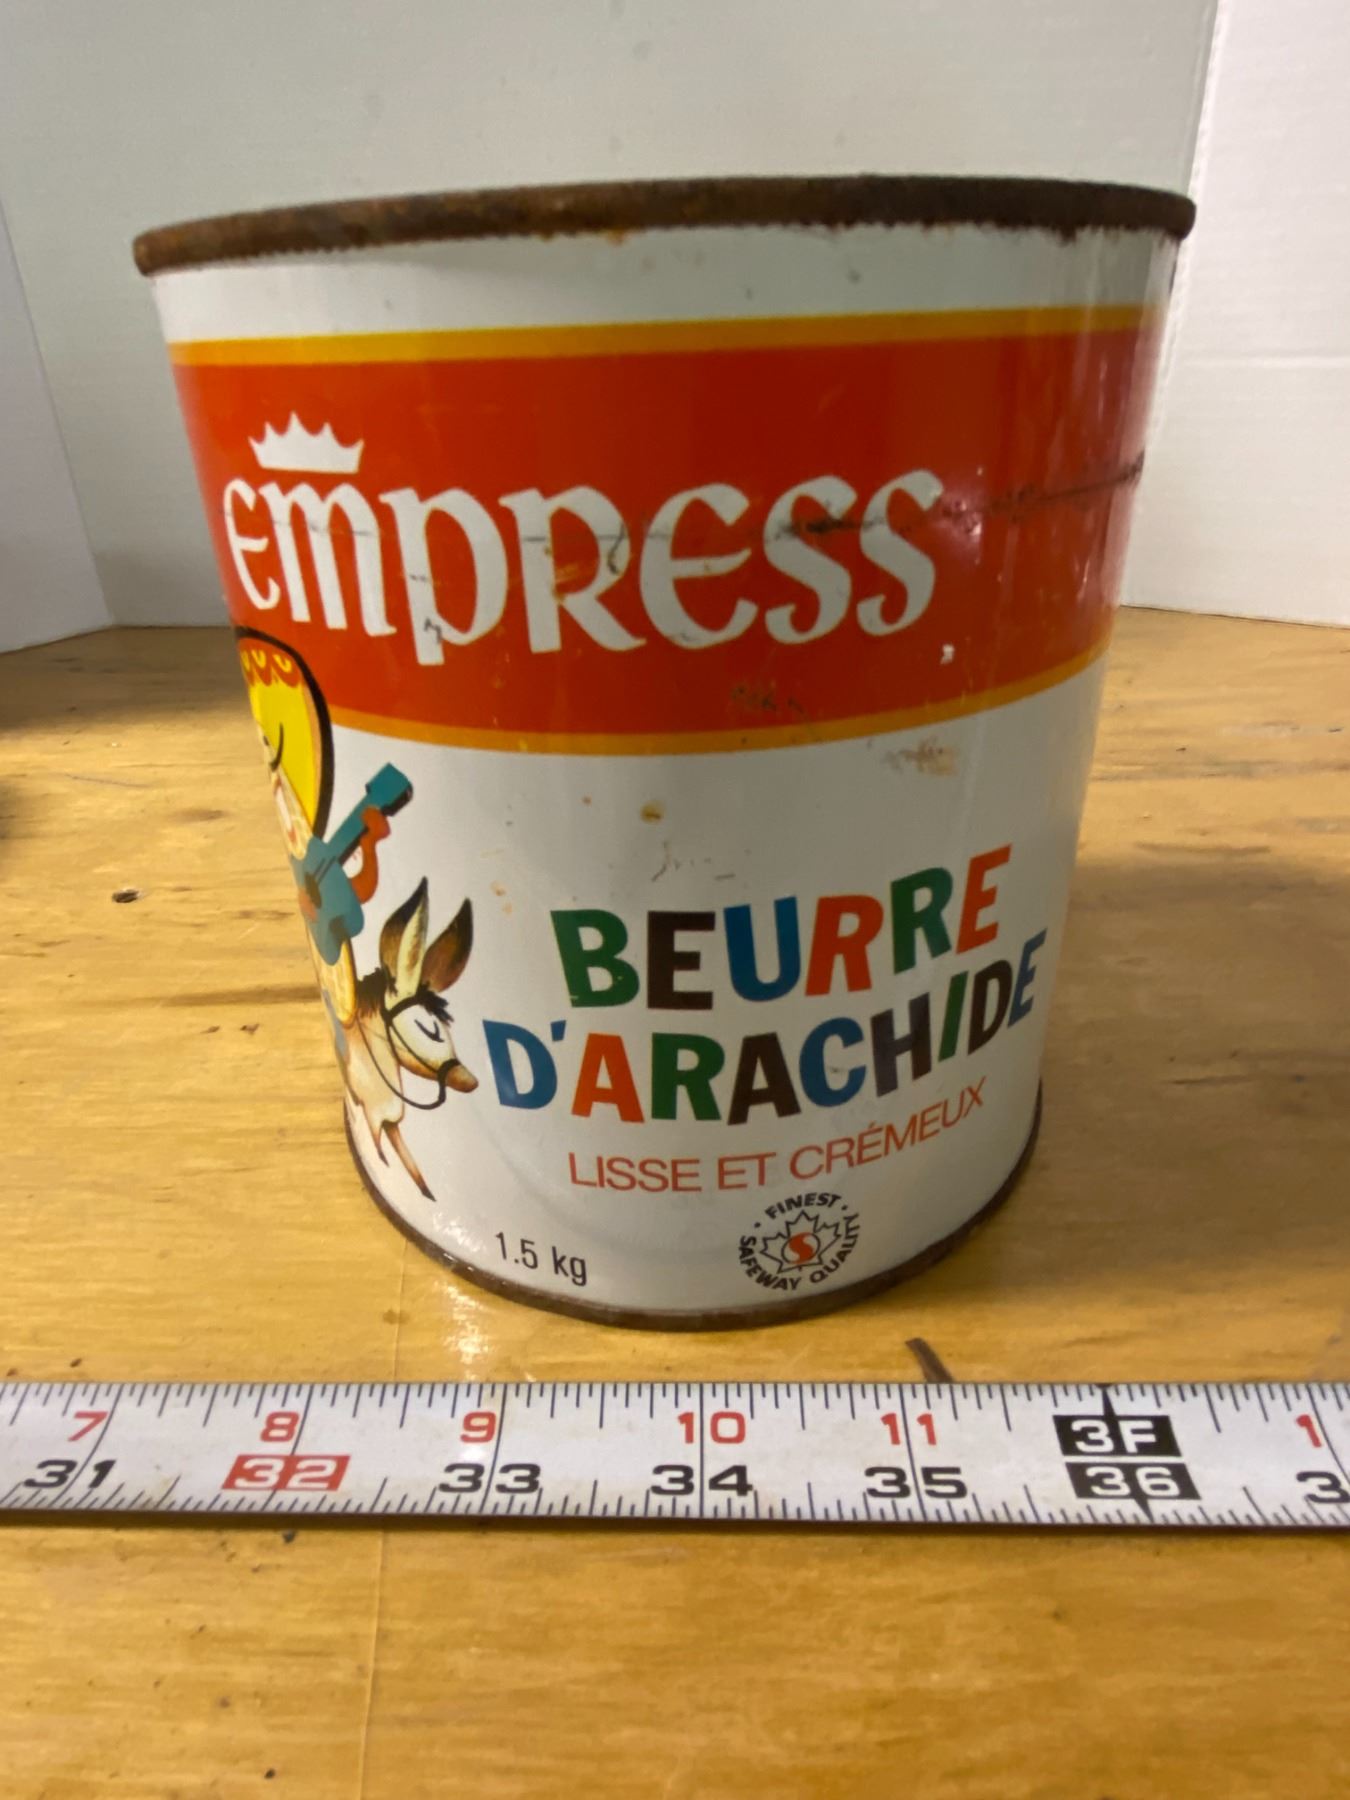 empress
BEURRE
D'ARACHIDE
LISSE ET CRÉMEUX
1.5 kg
• FINEST •
SAFEWAY QUALITY
S
7 8 9 10 11 3F 1
31 32 33 34 35 36 3